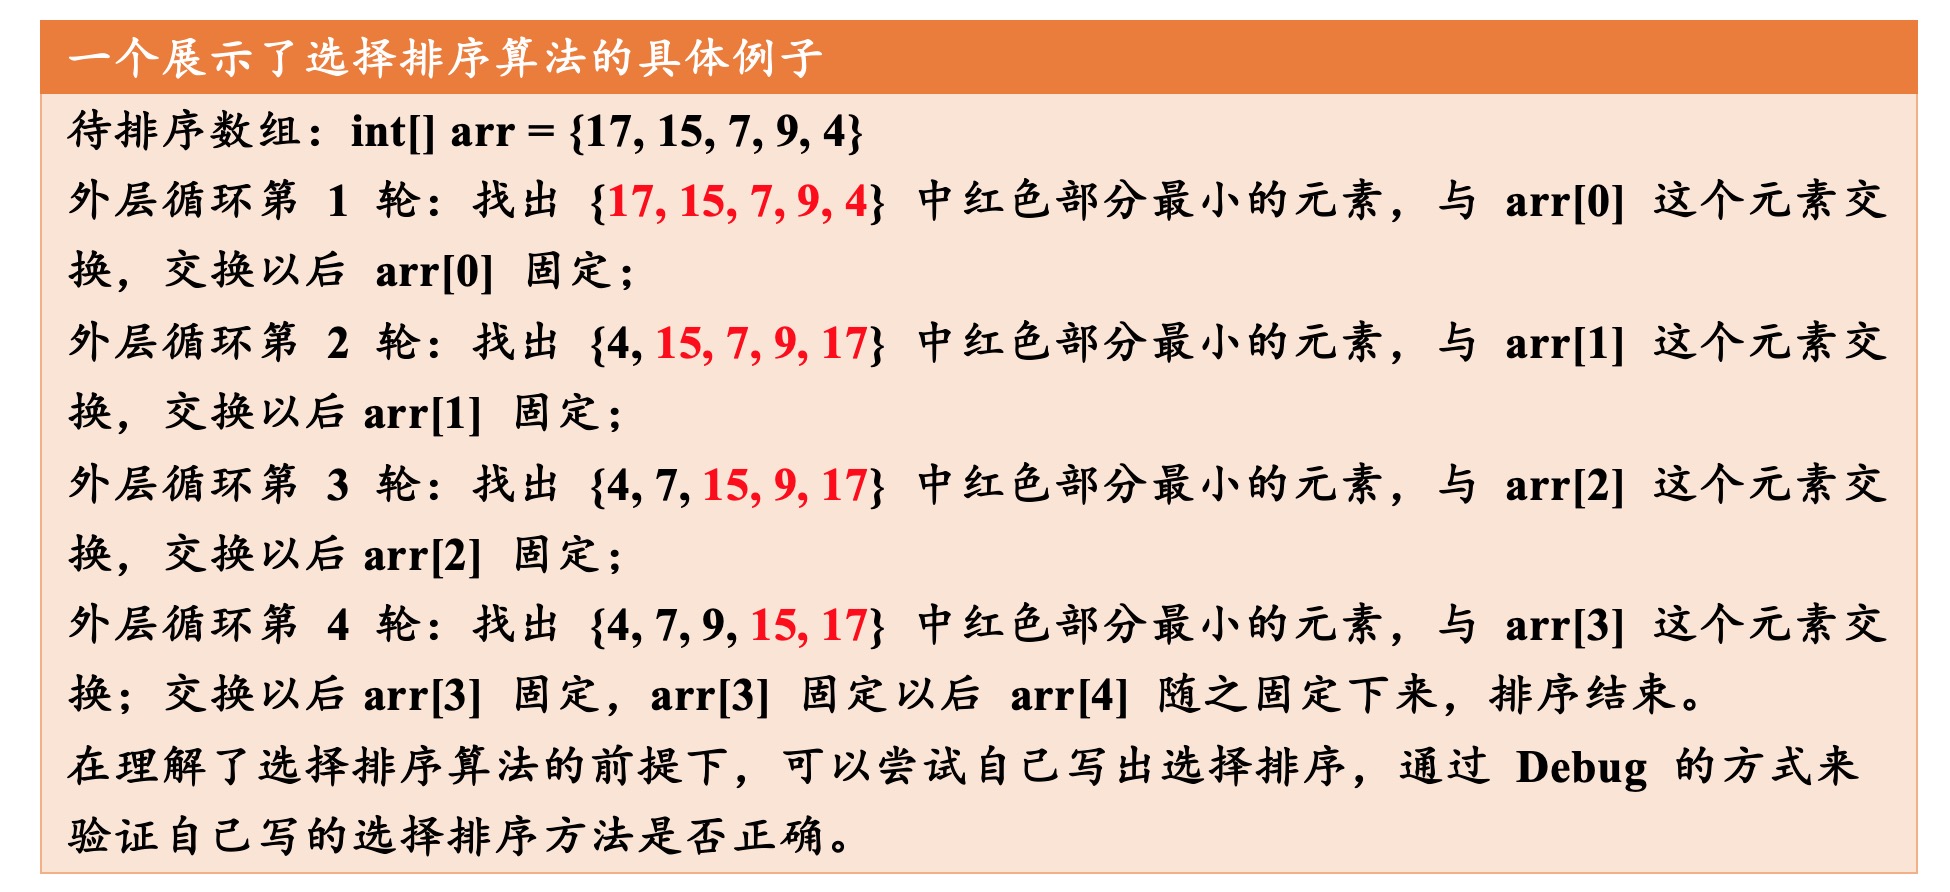 一个展示了选择排序算法的具体例子
待排序数组：int[] arr = {17, 15, 7, 9, 4}
外层循环第 1 轮：找出 {17, 15, 7, 9, 4} 中红色部分最小的元素，与 arr[0] 这个元素交
换，交换以后 arr[0] 固定；
外层循环第 2 轮：找出 {4, 15, 7, 9, 17} 中红色部分最小的元素，与 arr[1] 这个元素交
换，交换以后 arr[1] 固定；
外层循环第 3 轮：找出 {4, 7, 15, 9, 17} 中红色部分最小的元素，与 arr[2] 这个元素交
换，交换以后 arr[2] 固定；
外层循环第 4 轮：找出 {4, 7, 9, 15, 17} 中红色部分最小的元素，与 arr[3] 这个元素交
换；交换以后 arr[3] 固定，arr[3] 固定以后 arr[4] 随之固定下来，排序结束。
在理解了选择排序算法的前提下，可以尝试自己写出选择排序，通过 Debug 的方式来
验证自己写的选择排序方法是否正确。